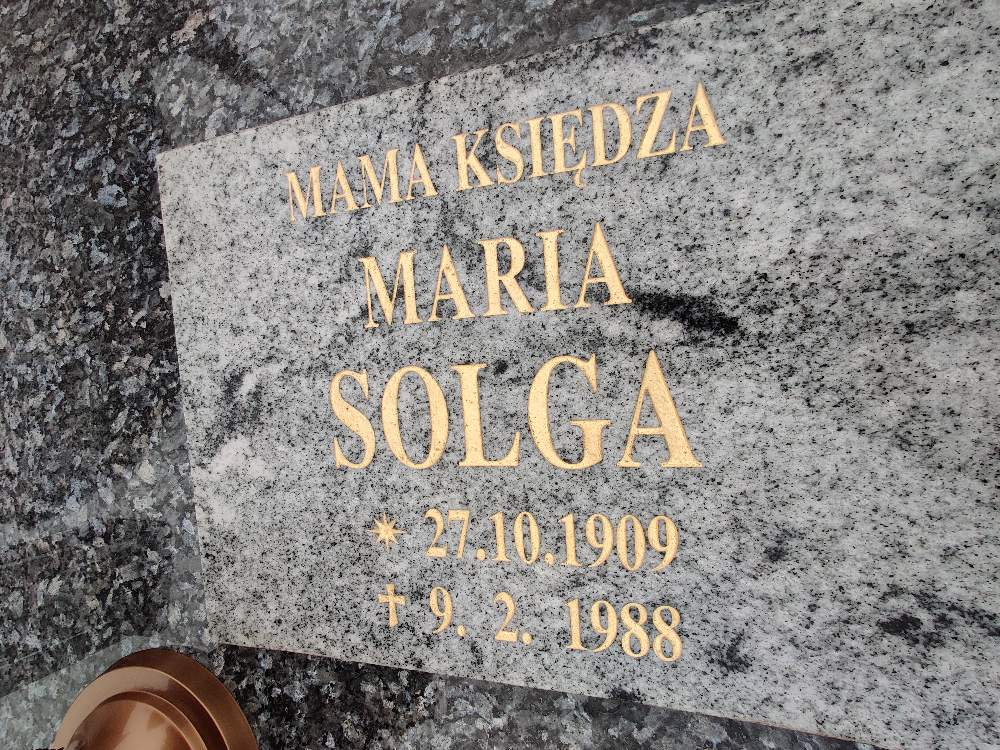 MAMA KSIĘDZA
MARIA
SOLGA
* 27.10.1909
† 9. 2. 1988